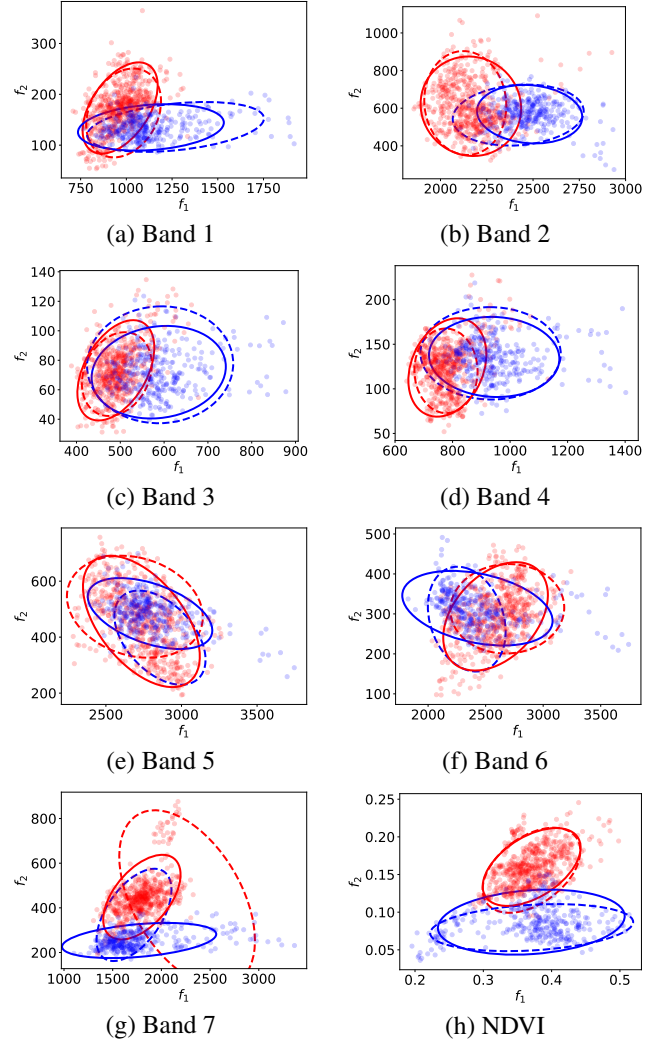 300
200
100
f2
750 1000 1250 1500 1750
f1
(a) Band 1
1000
800
600
400
f2
2000 2250 2500 2750 3000
f1
(b) Band 2
140
120
100
80
60
40
f2
400 500 600 700 800 900
f1
(c) Band 3
200
150
100
50
f2
600 800 1000 1200 1400
f1
(d) Band 4
600
400
200
f2
2500 3000 3500
f1
(e) Band 5
500
400
300
200
100
f2
2000 2500 3000 3500
f1
(f) Band 6
800
600
400
200
f2
1000 1500 2000 2500 3000
f1
(g) Band 7
0.25
0.20
0.15
0.10
0.05
f2
0.2 0.3 0.4 0.5
f1
(h) NDVI